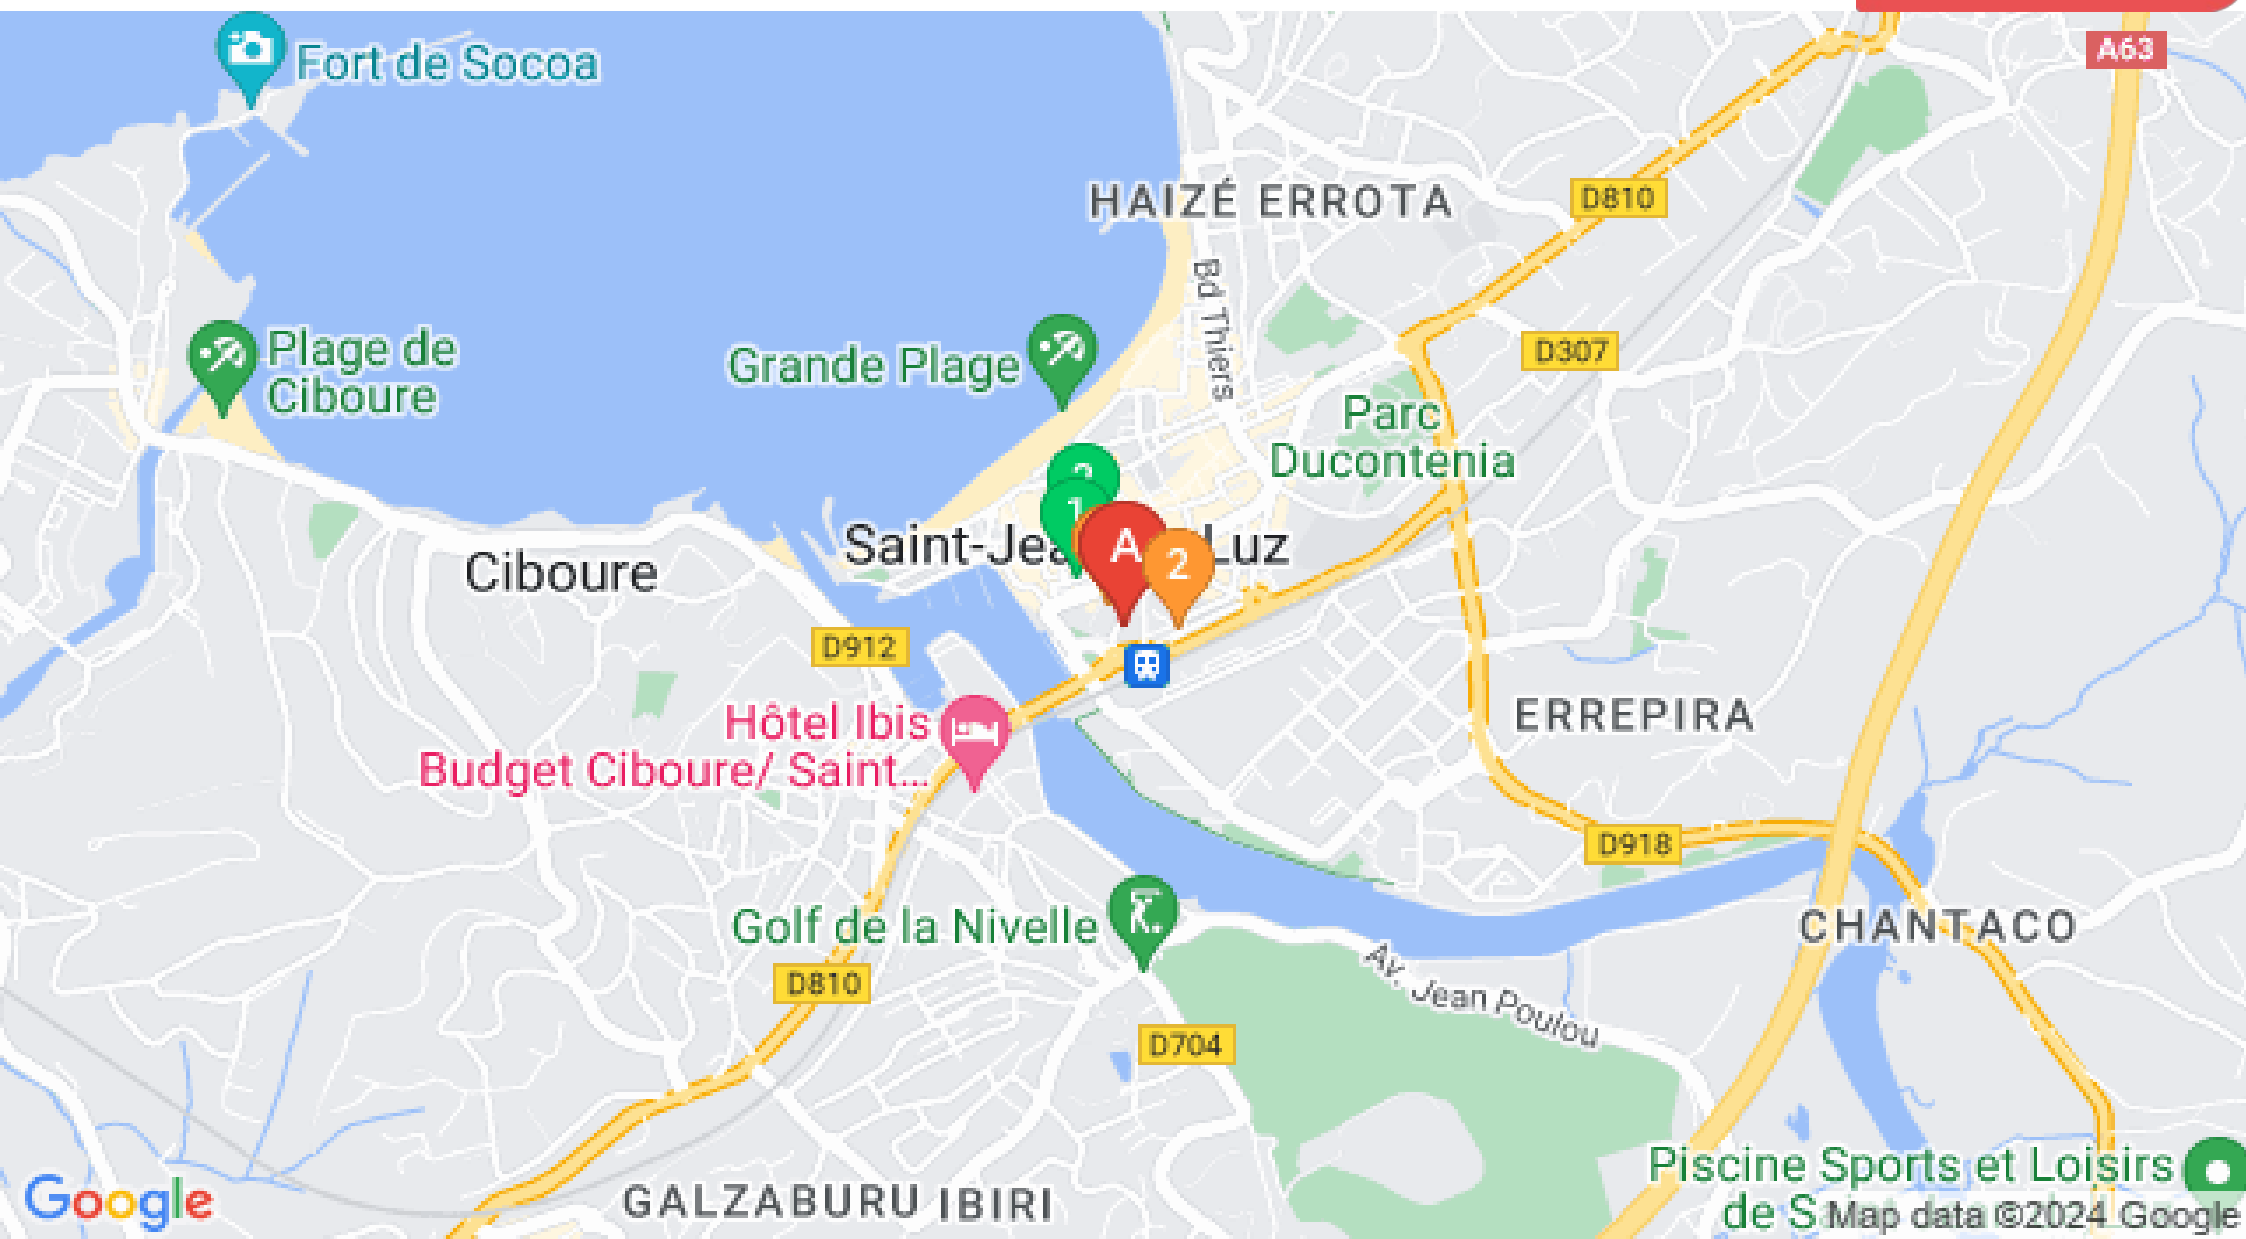 Fort de Socoa
A63
HAIZÉ ERROTA
D810
Bd Thiers
Plage de
Ciboure
Grande Plage
D307
Parc
Ducontenia
2
1
Saint-Jea
A
2
Luz
Ciboure
D912
Hôtel Ibis
Budget Ciboure/ Saint...
ERREPIRA
D918
Golf de la Nivelle
CHANTACO
D810
Av. Jean Poulou
D704
Piscine Sports et Loisirs
de S
GALZABURU IBIRI
Google
Map data ©2024 Google